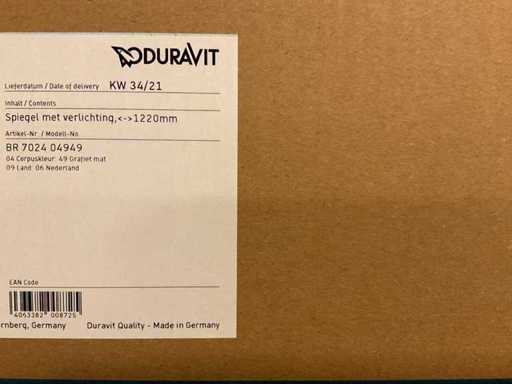 DURAVIT
Lieferdatum / Date of delivery KW 34/21
Inhalt / Contents
Spiegel met verlichting,<->1220mm
Artikel-Nr. / Modell-No.
BR 7024 04949
04 Corpuskleur: 49 Grafiet mat
09 Land: 06 Nederland
EAN Code
4063382 008725
rnberg, Germany Duravit Quality - Made in Germany